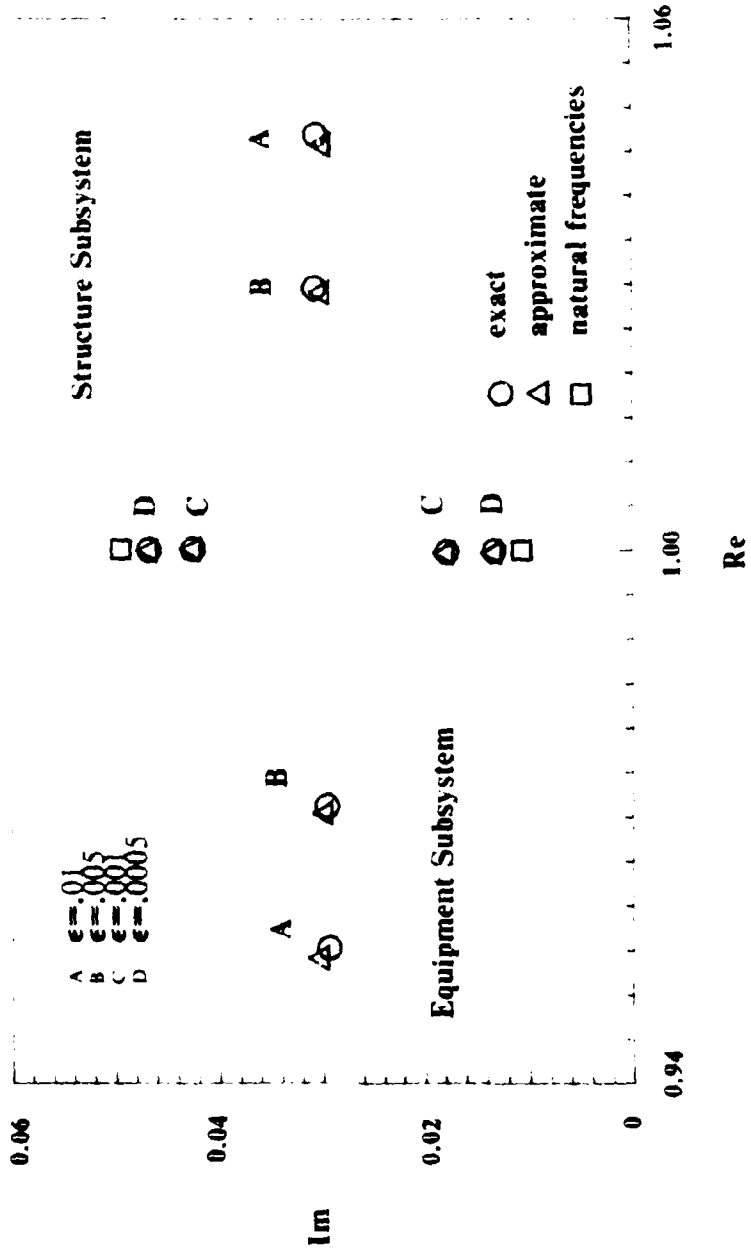 A ϵ=.01
B ϵ=.005
C ϵ=.001
D ϵ=.0005
Structure Subsystem
Equipment Subsystem
A
B
D
C
C
D
B
A
exact
approximate
natural frequencies
Im
0.06
0.04
0.02
0
0.94
1.00
1.06
Re